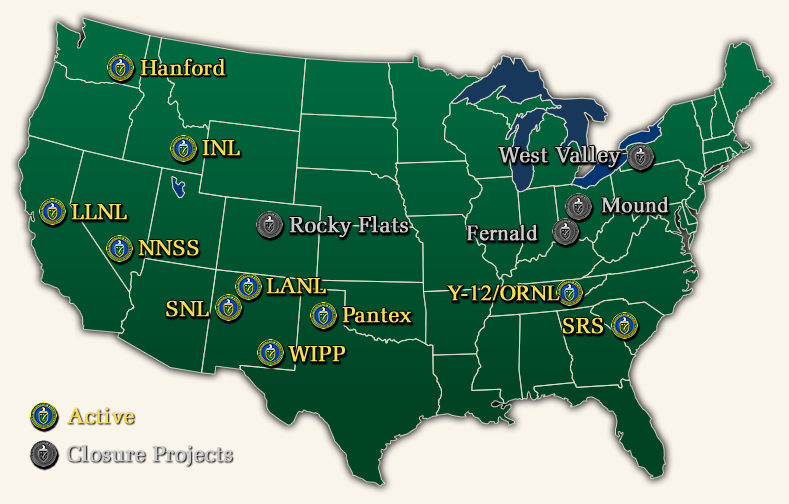 Hanford
INL
West Valley
LLNL
Mound
Rocky Flats
Fernald
NNSS
LANL
Y-12/ORNL
SNL
Pantex
SRS
WIPP
Active
Closure Projects